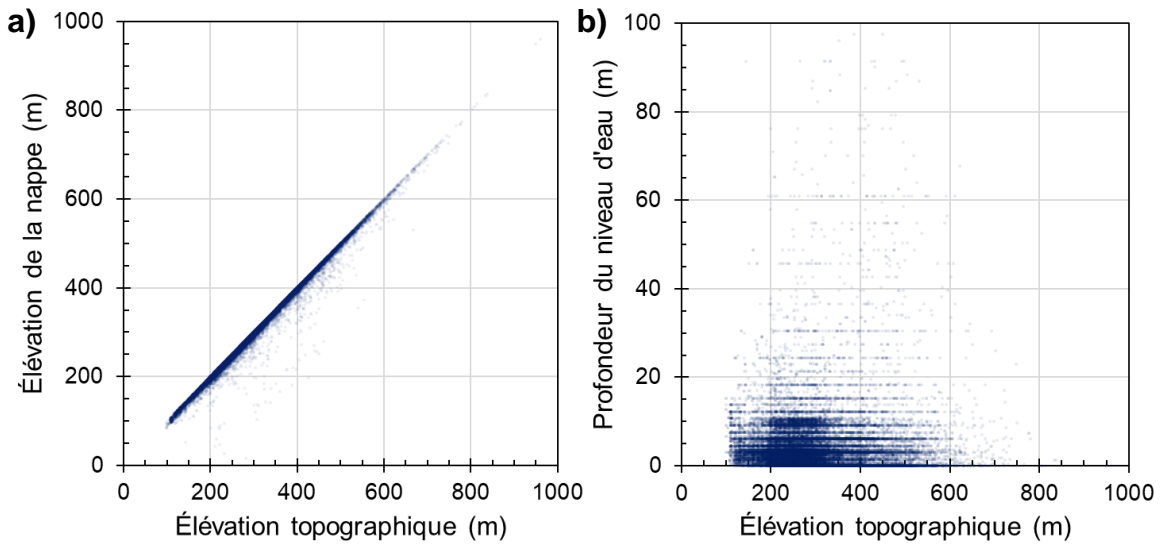 a)
Élévation de la nappe (m)
1000
800
600
400
200
0
0 200 400 600 800 1000
Élévation topographique (m)
b)
Profondeur du niveau d'eau (m)
100
80
60
40
20
0
0 200 400 600 800 1000
Élévation topographique (m)